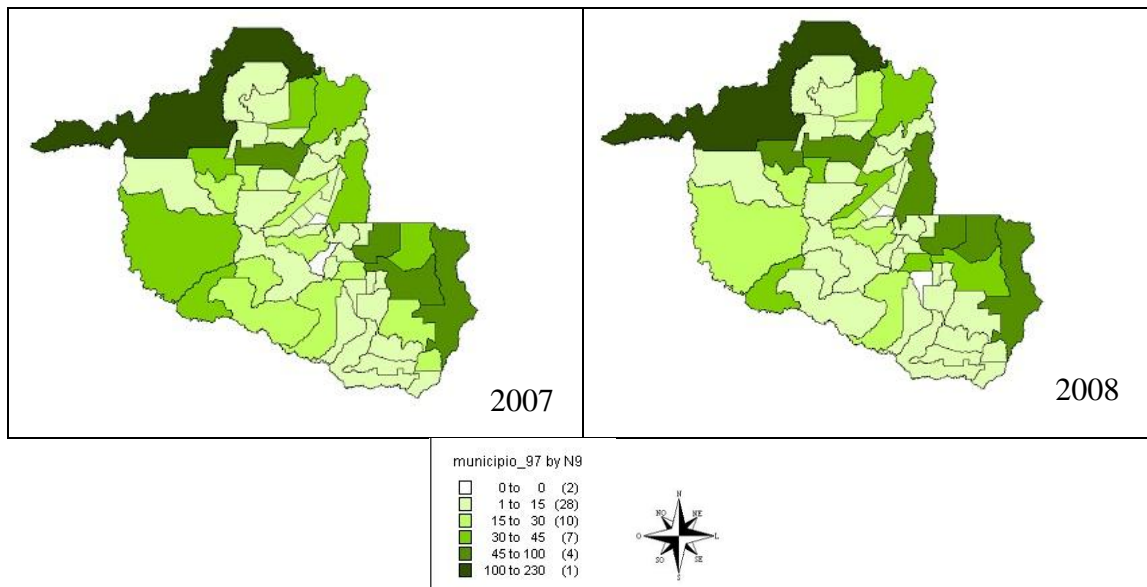 2007
2008
municipio_97 by N9
0 to 0 (2)
1 to 15 (28)
15 to 30 (10)
30 to 45 (7)
45 to 100 (4)
100 to 230 (1)
N
NO NE
O L
SO SE
S